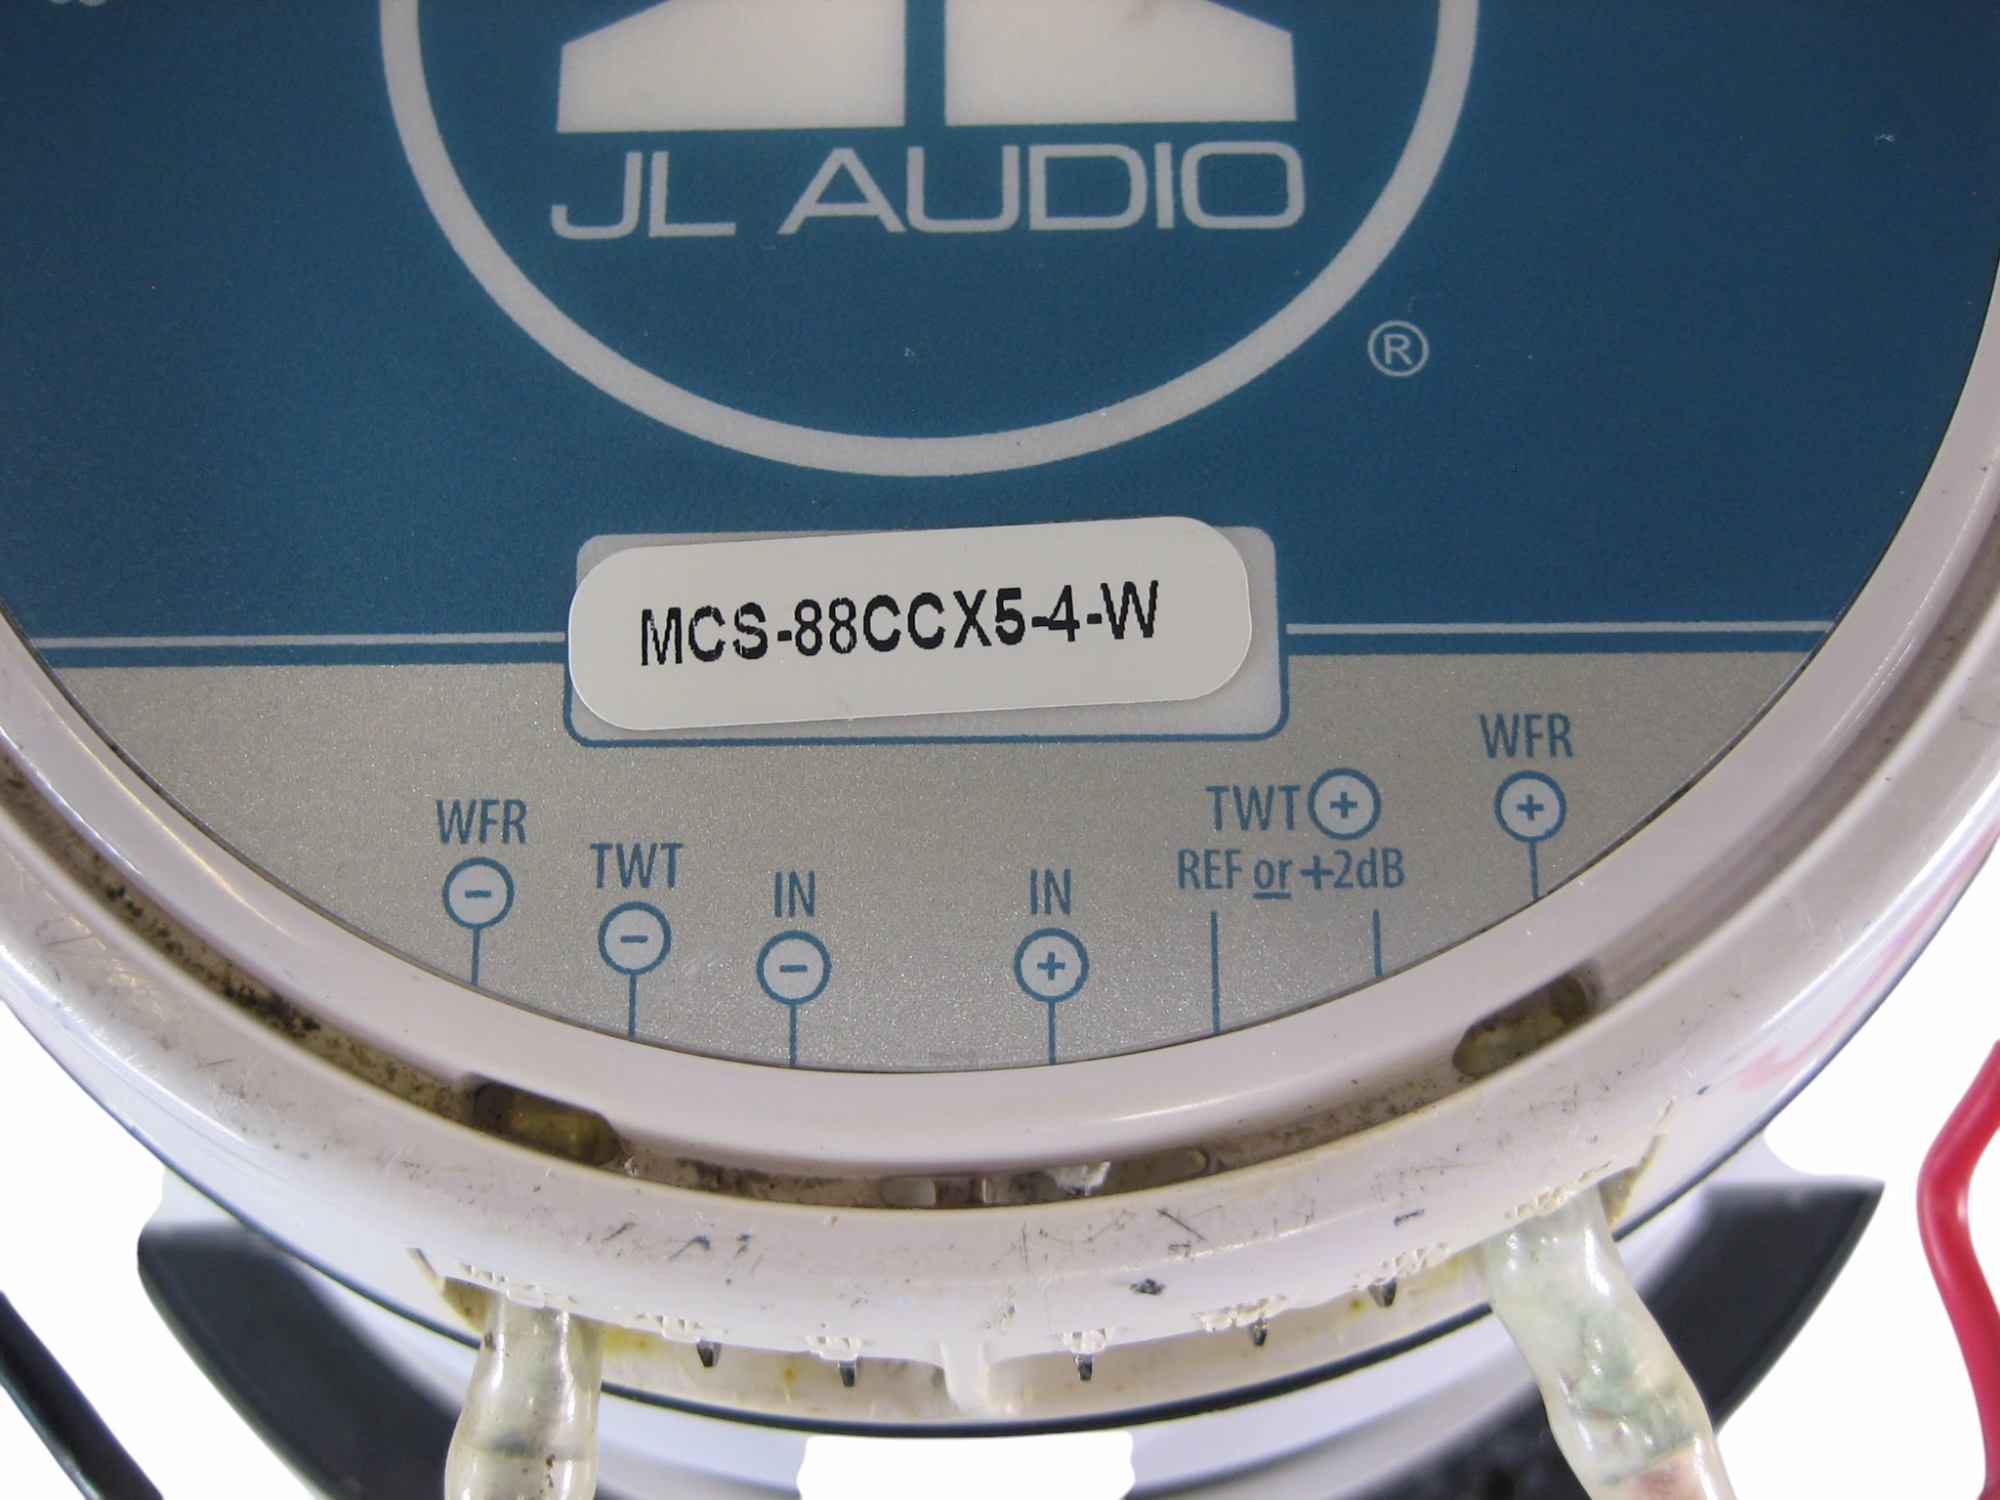 JL AUDIO
®
MCS-88CCX5-4-W
WFR
TWT
IN
IN
TWT +
REF or +2dB
WFR
- - - + +